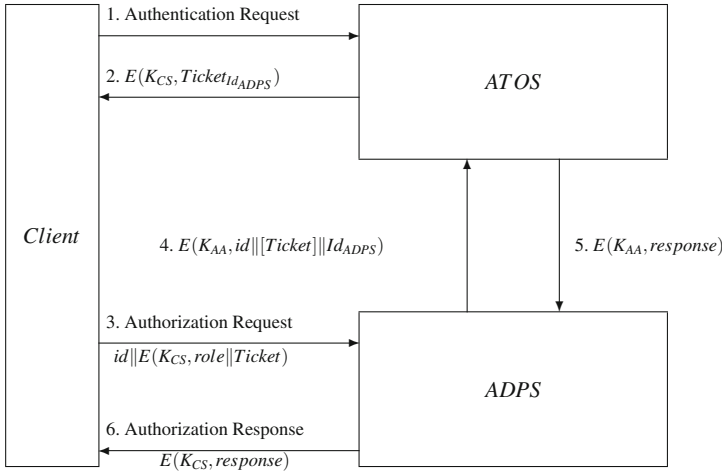 1. Authentication Request
2. E(K_CS, Ticket_Id_ADPS)
ATOS
Client
4. E(K_AA, id||[Ticket]||Id_ADPS)
5. E(K_AA, response)
3. Authorization Request
id||E(K_CS, role||Ticket)
ADPS
6. Authorization Response
E(K_CS, response)